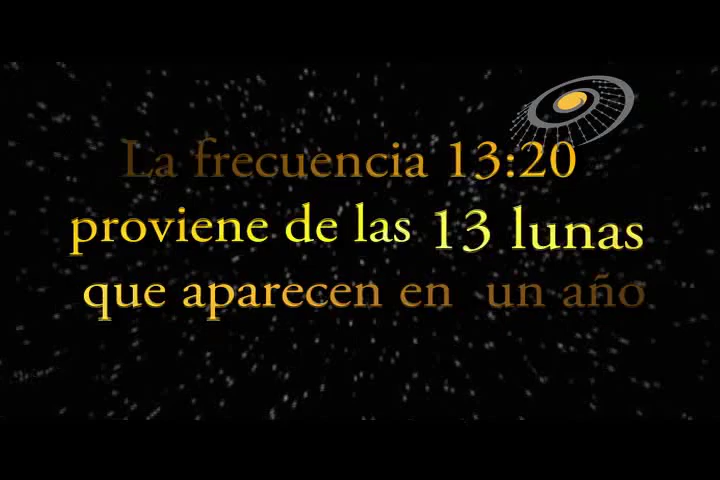 La frecuencia 13:20
proviene de las 13 lunas
que aparecen en un año